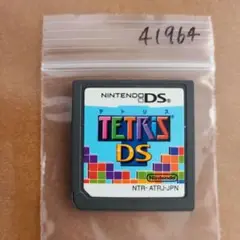 41964
NINTENDO DS
テトリス
TETRIS
DS
Nintendo
NTR-ATRJ-JPN